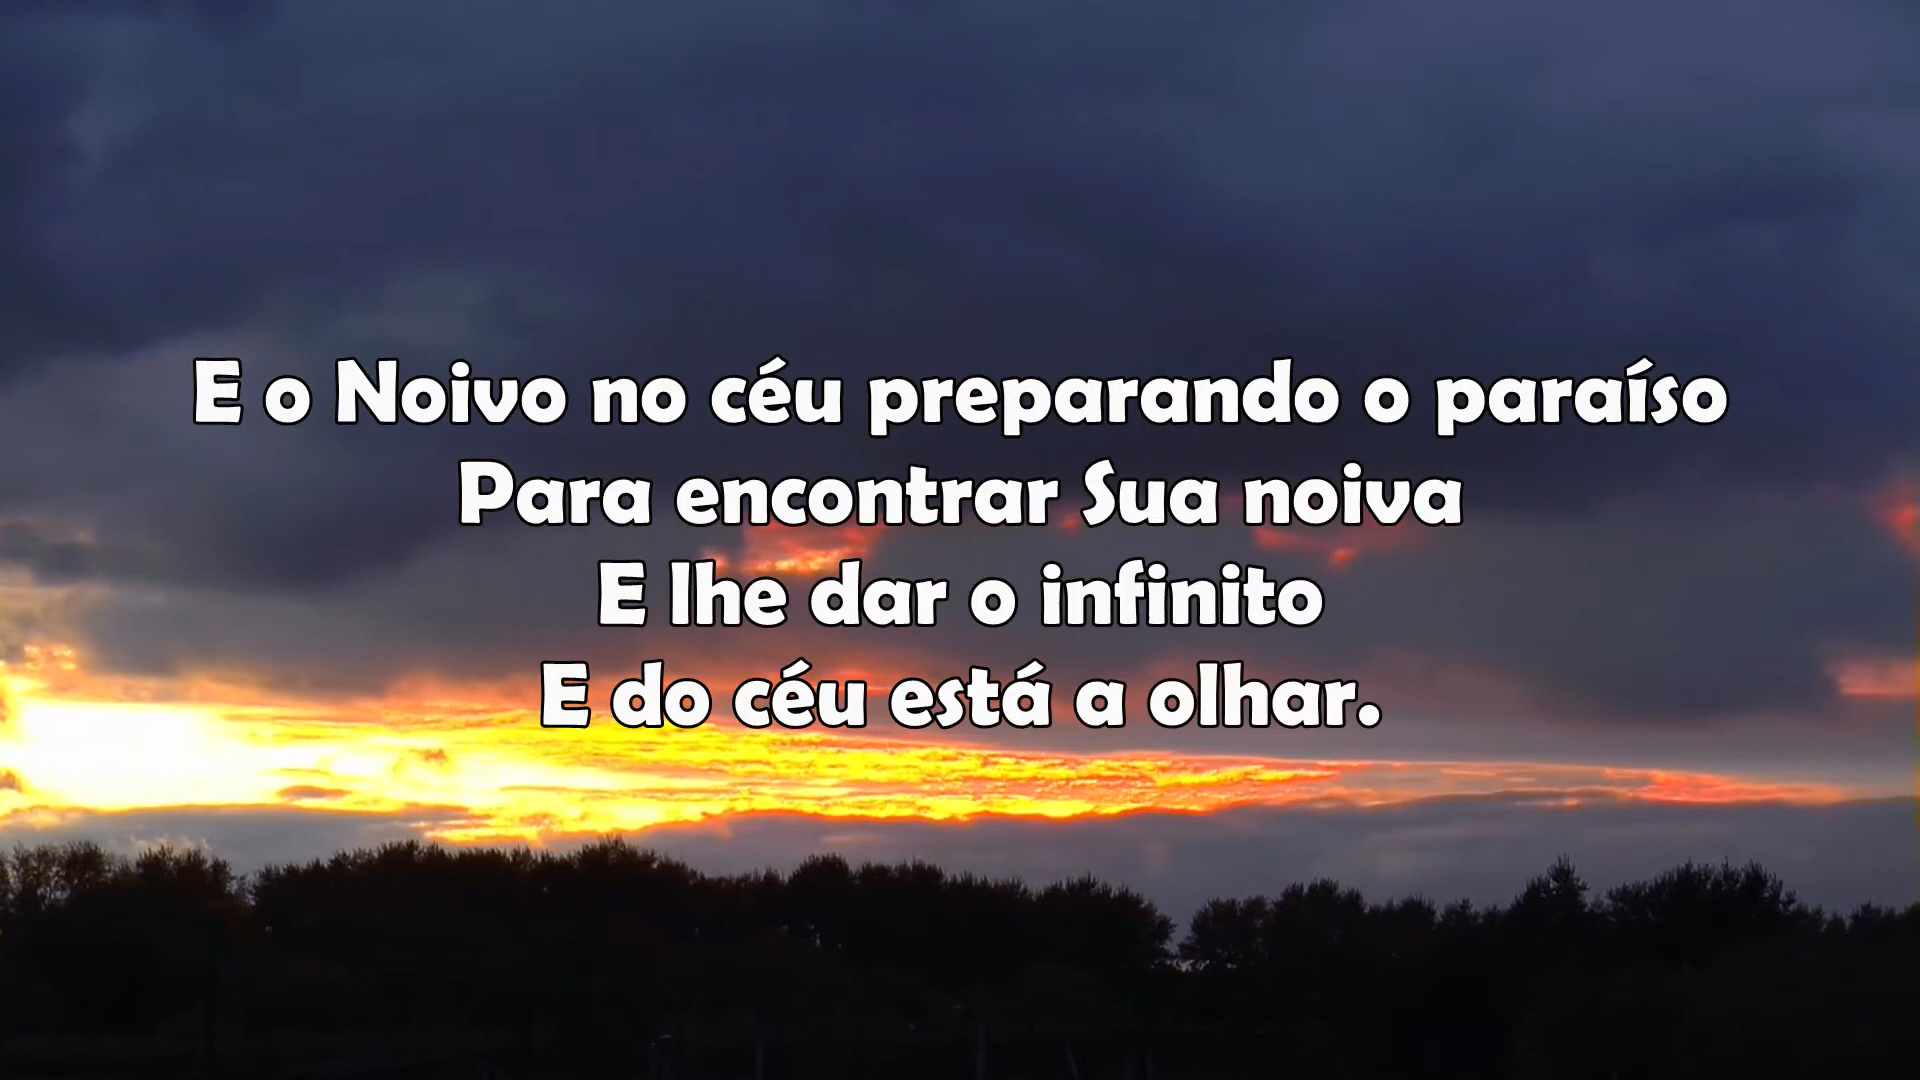 E o Noivo no céu preparando o paraíso
Para encontrar Sua noiva
E lhe dar o infinito
E do céu está a olhar.